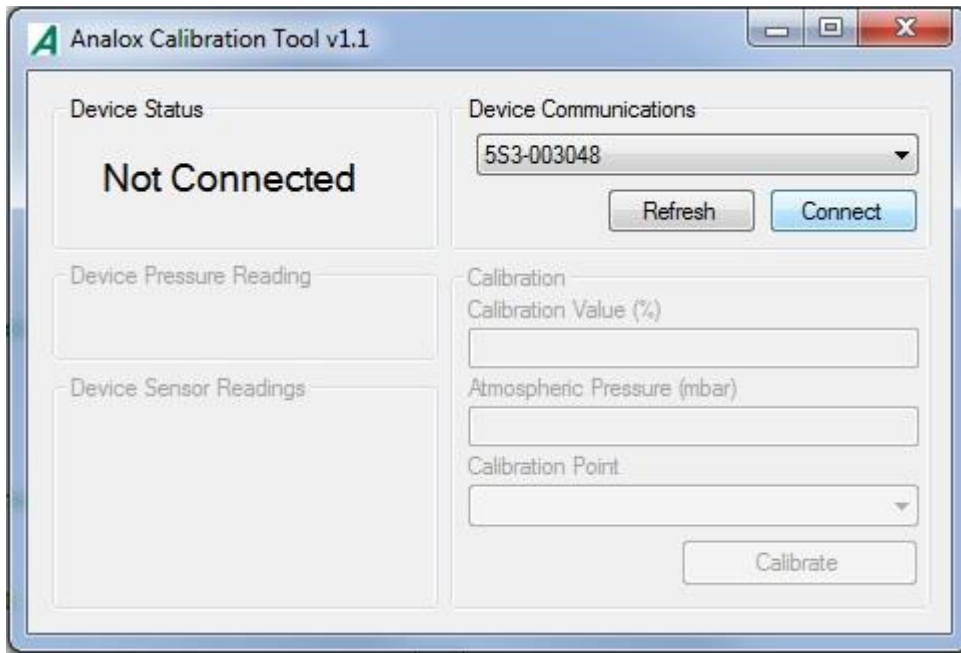 Analox Calibration Tool v1.1
Device Status
Not Connected
Device Communications
5S3-003048
Refresh
Connect
Device Pressure Reading
Device Sensor Readings
Calibration
Calibration Value (%)
Atmospheric Pressure (mbar)
Calibration Point
Calibrate